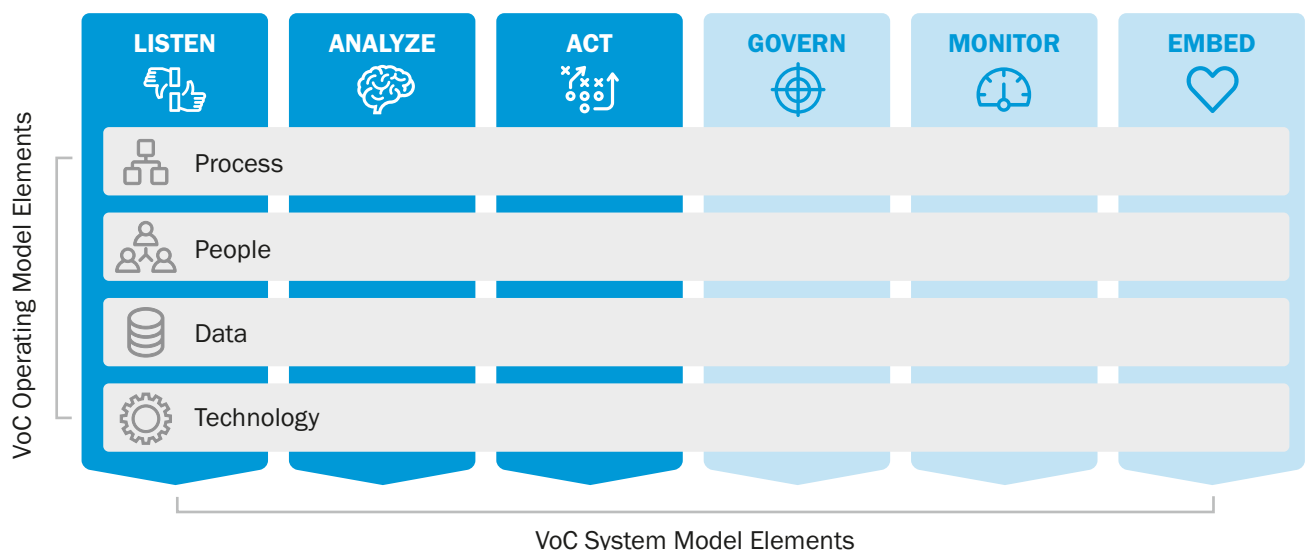 LISTEN
ANALYZE
ACT
GOVERN
MONITOR
EMBED
VoC Operating Model Elements
Process
People
Data
Technology
VoC System Model Elements